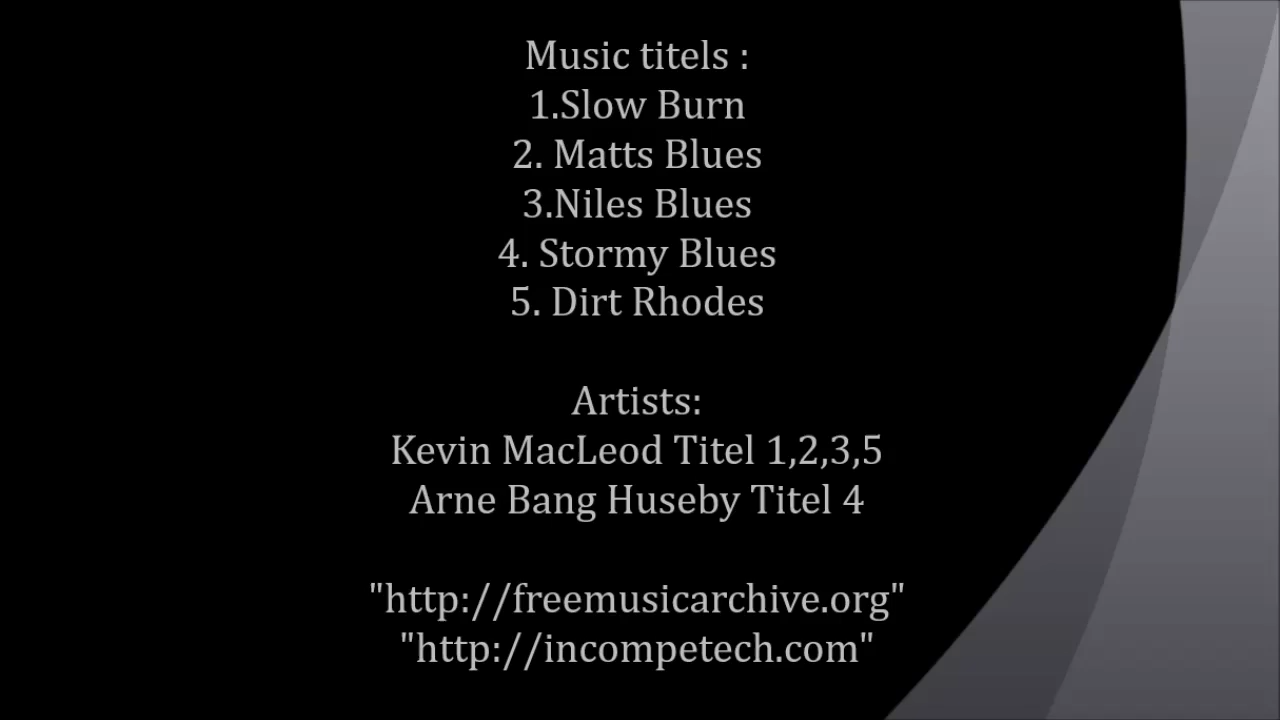 Music titels :
1.Slow Burn
2. Matts Blues
3.Niles Blues
4. Stormy Blues
5. Dirt Rhodes
Artists:
Kevin MacLeod Titel 1,2,3,5
Arne Bang Huseby Titel 4
"http://freemusicarchive.org"
"http://incompetech.com"